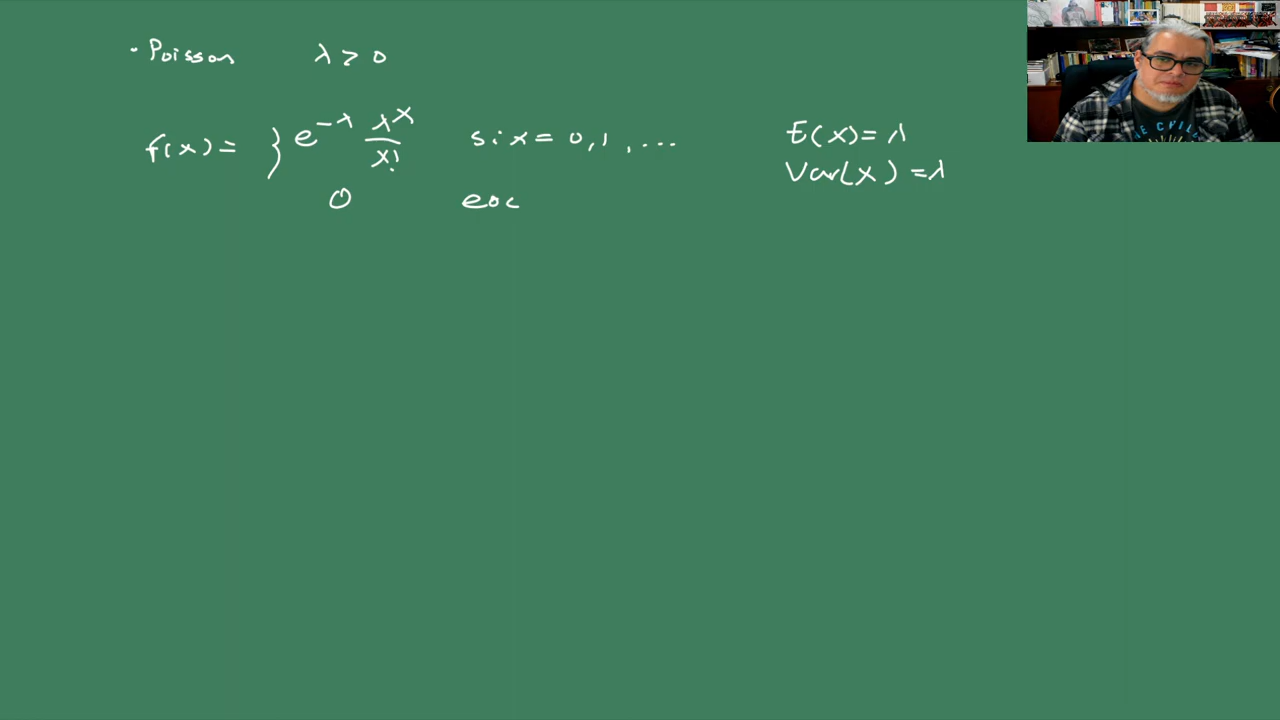 · Poisson λ > 0
f(x) = } e^{-λ} λ^x / x! si x = 0, 1, ...
0 eoc
E(X) = λ
Var(X) = λ